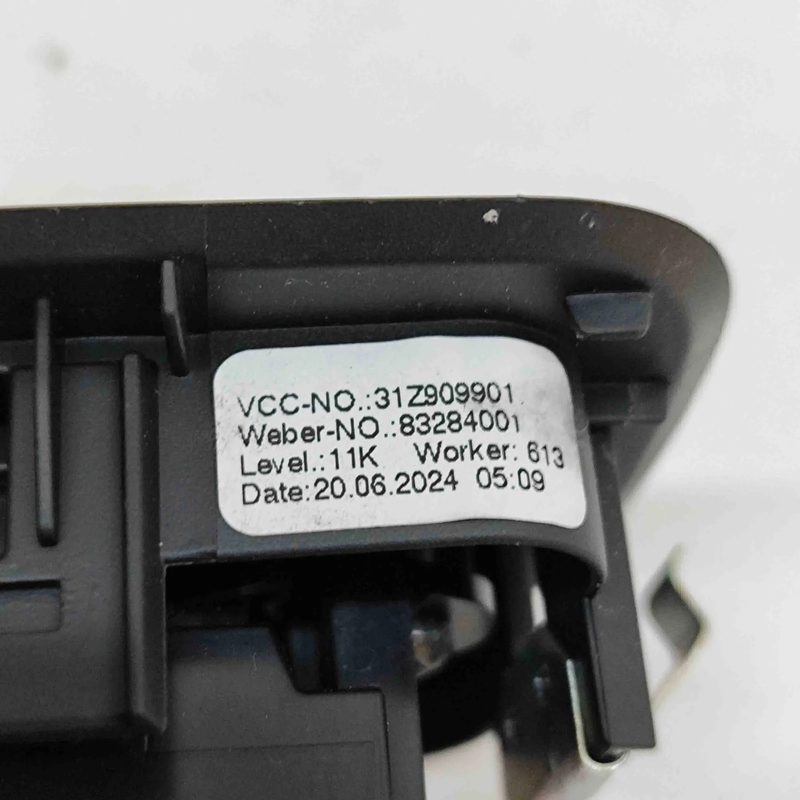 VCC-NO.:31Z909901
Weber-NO.:83284001
Level.:11K Worker: 613
Date:20.06.2024 05:09